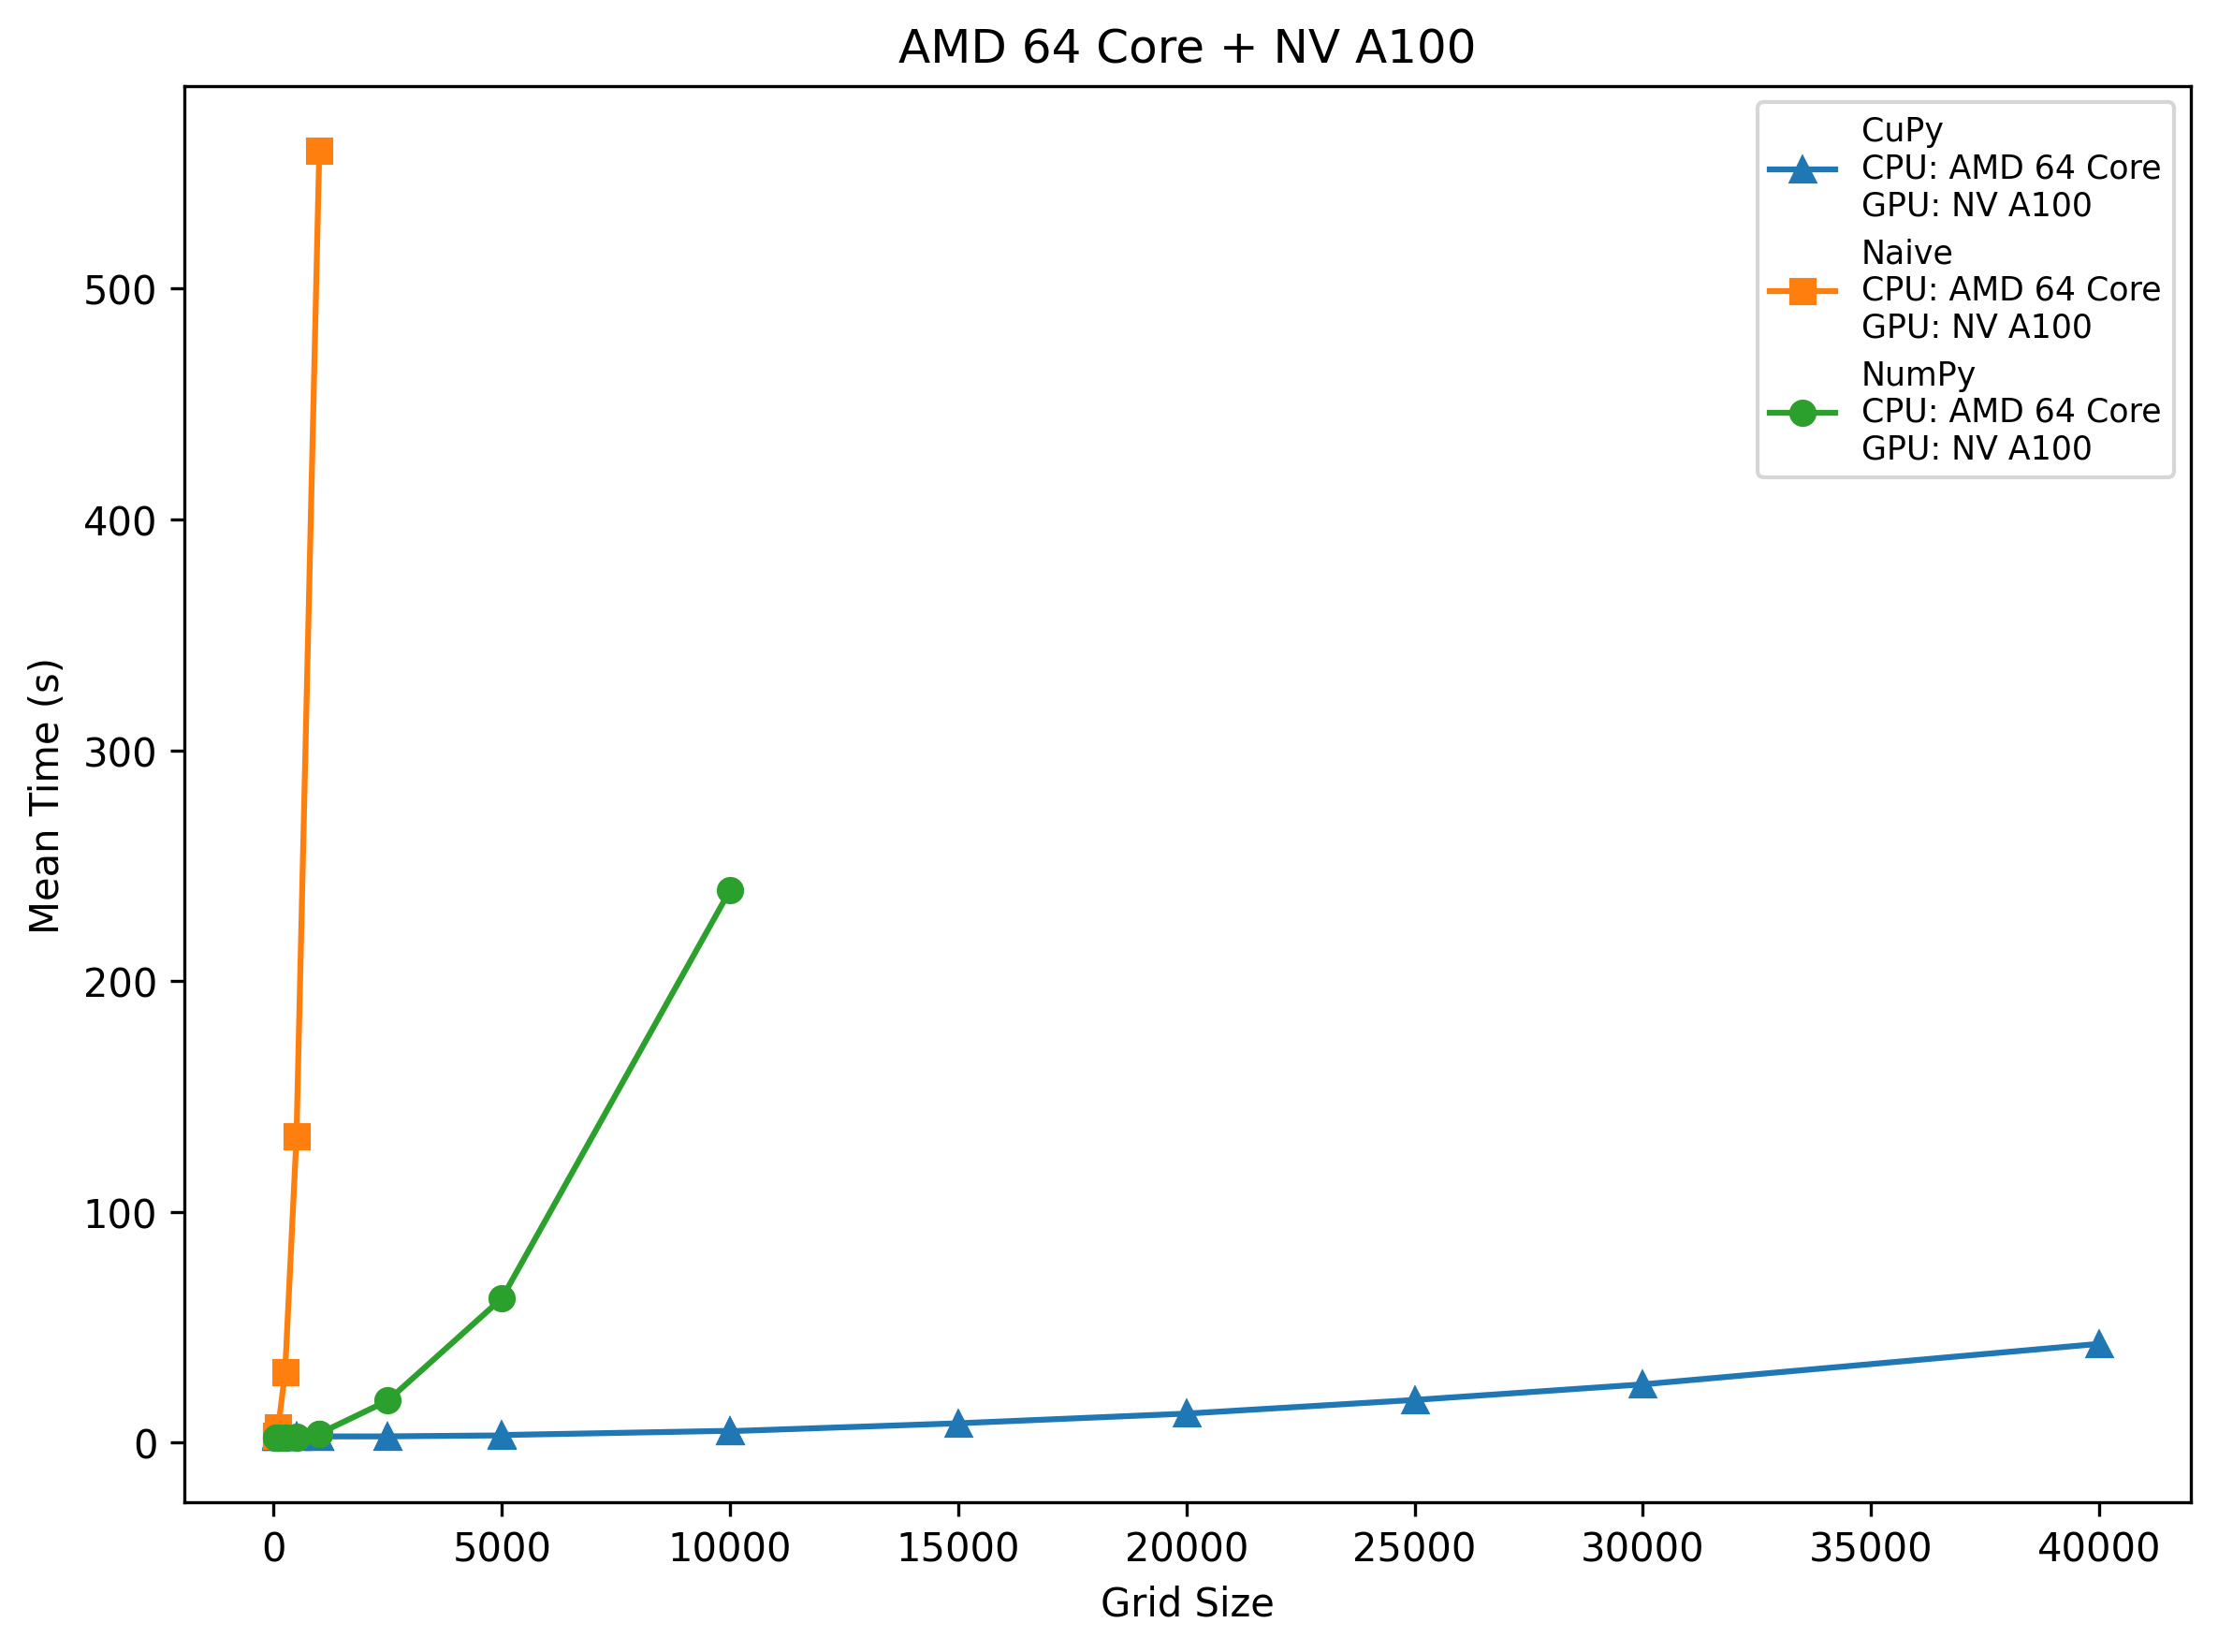 AMD 64 Core + NV A100
CuPy
CPU: AMD 64 Core
GPU: NV A100
Naive
CPU: AMD 64 Core
GPU: NV A100
NumPy
CPU: AMD 64 Core
GPU: NV A100
Mean Time (s)
500
400
300
200
100
0
0 5000 10000 15000 20000 25000 30000 35000 40000
Grid Size